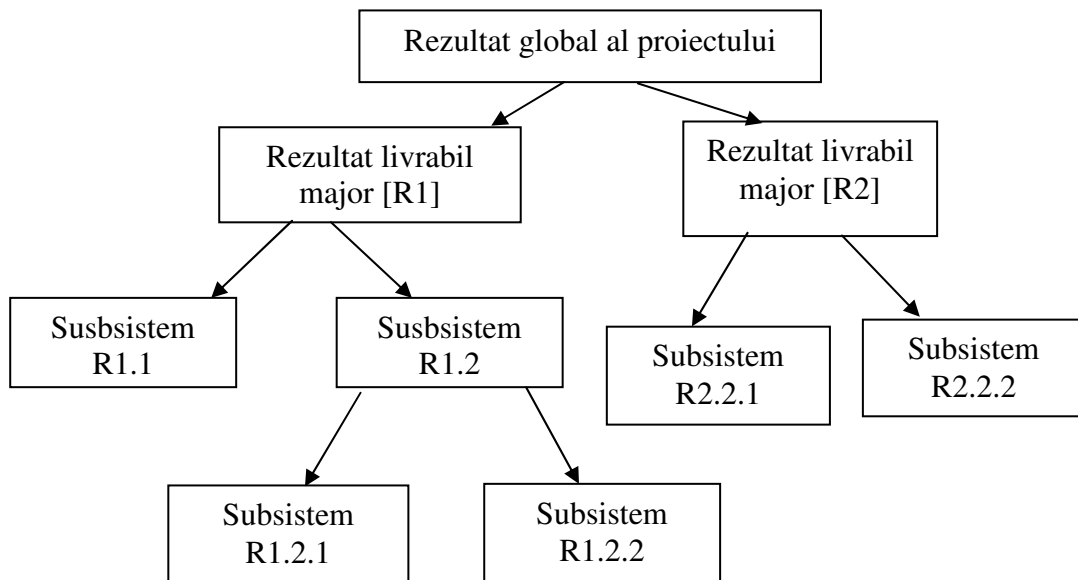 Rezultat global al proiectului
Rezultat livrabil
major [R1]
Rezultat livrabil
major [R2]
Susbsistem
R1.1
Susbsistem
R1.2
Subsistem
R2.2.1
Subsistem
R2.2.2
Subsistem
R1.2.1
Subsistem
R1.2.2